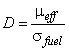 D = μ_eff / σ_fuel